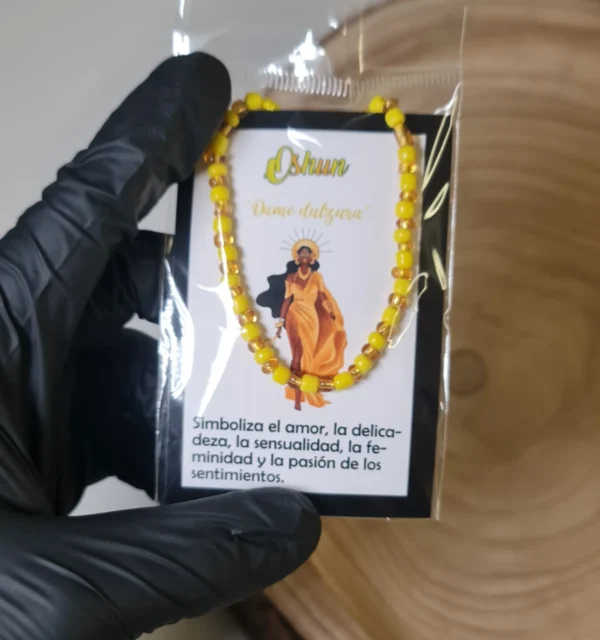 Oshun
"Dame dulzura"
Simboliza el amor, la delica-
deza, la sensualidad, la fe-
minidad y la pasión de los
sentimientos.